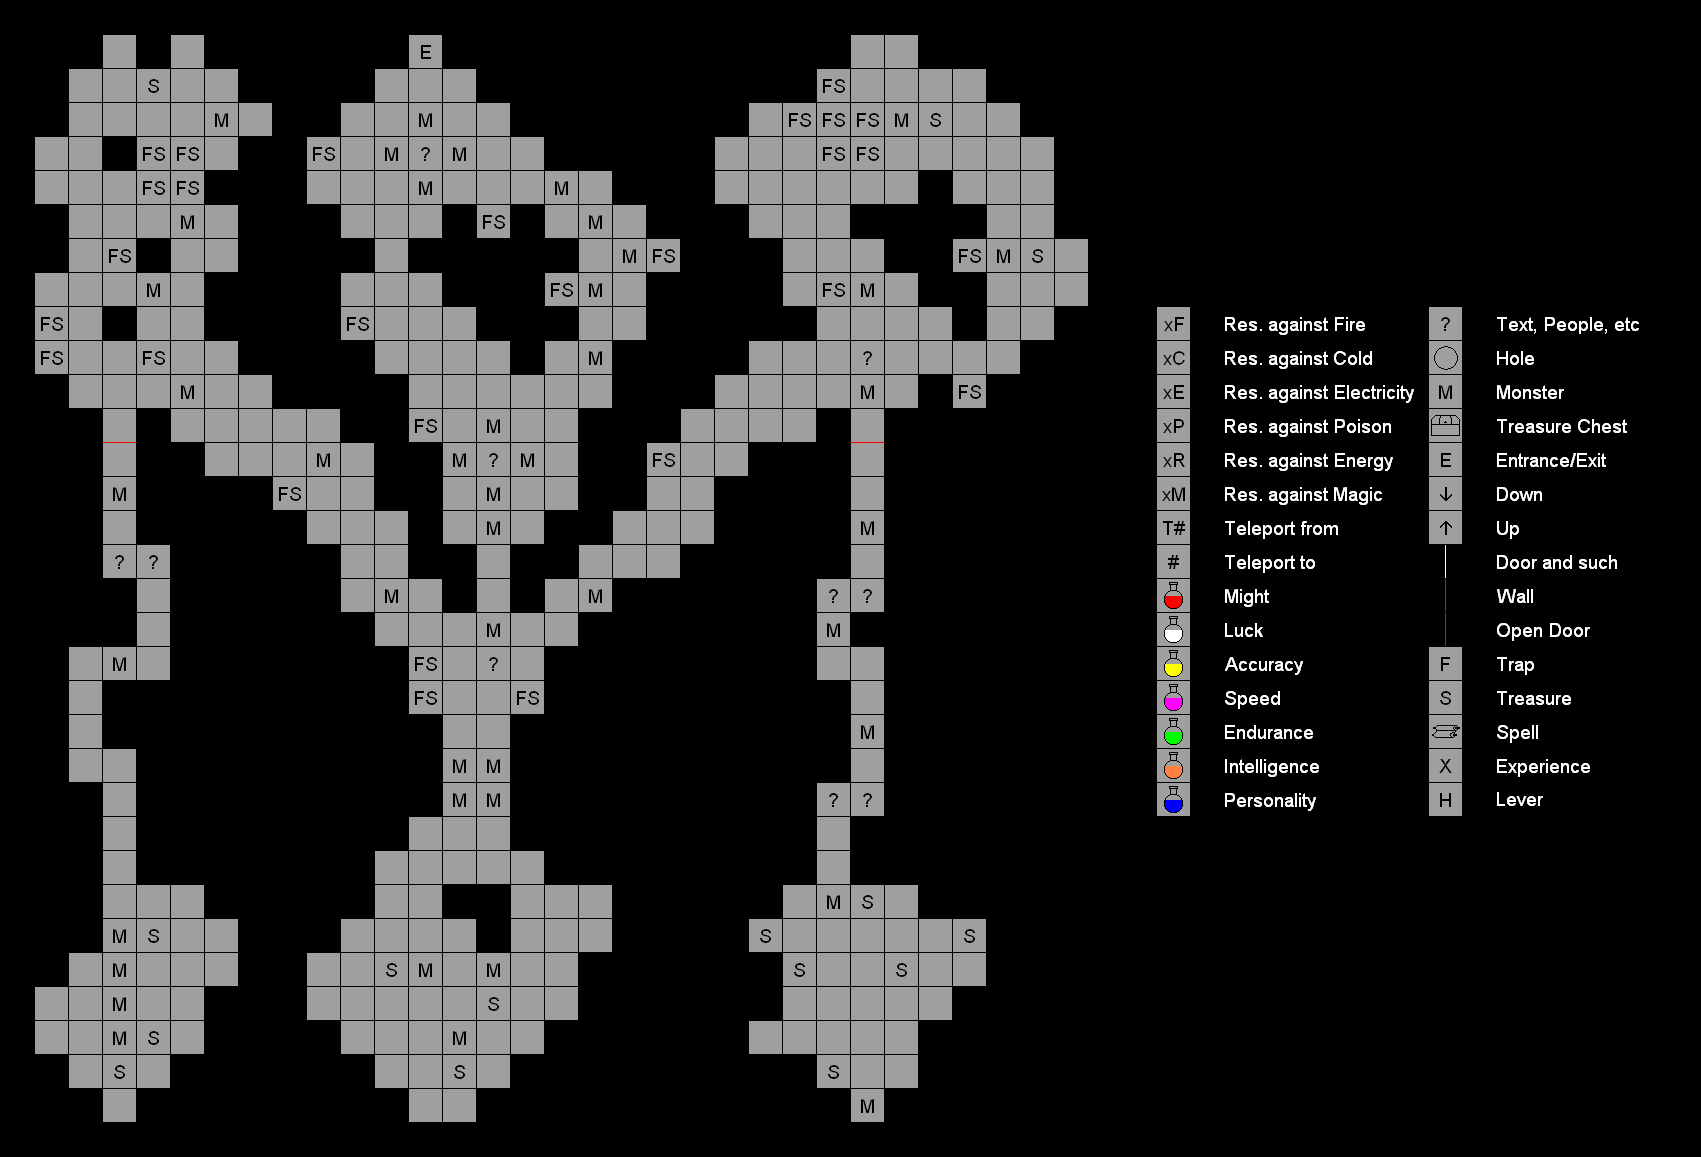 E
S FS
M M FS FS FS M S
FS FS FS M ? M FS FS
FS FS M M
M FS M
FS M FS FS M S
M FS M FS M
FS FS xF Res. against Fire ? Text, People, etc
FS FS M ? xC Res. against Cold Hole
M M FS xE Res. against Electricity M Monster
FS M xP Res. against Poison Treasure Chest
M M ? M FS xR Res. against Energy E Entrance/Exit
M FS M xM Res. against Magic ↓ Down
M M T# Teleport from ↑ Up
? ? # Teleport to Door and such
M M ? ? Might Wall
M M Luck Open Door
M FS ? Accuracy F Trap
FS FS Speed S Treasure
M Endurance Spell
M M Intelligence X Experience
M M ? ? Personality H Lever
M S
M S S S
M S M M S S
M S
M S M
S S S
M